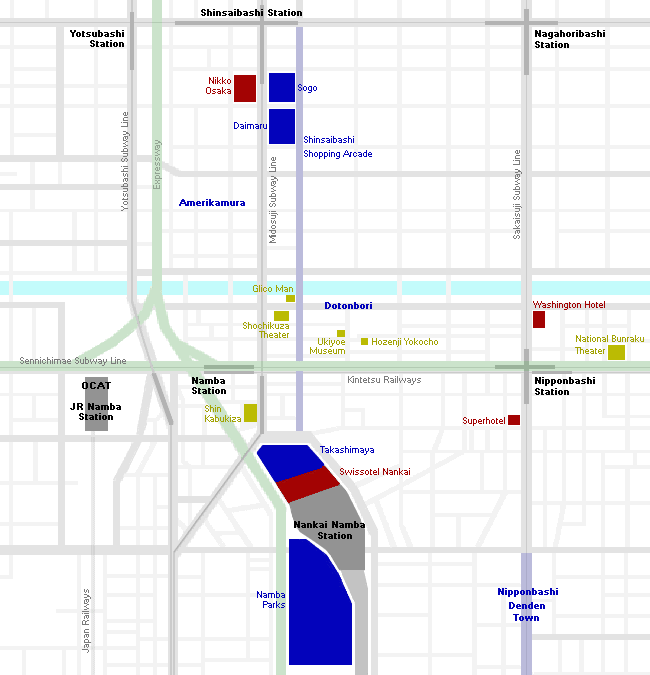 Shinsaibashi Station
Yotsubashi
Station
Nagahoribashi
Station
Nikko
Osaka
Sogo
Daimaru
Shinsaibashi
Shopping Arcade
Yotsubashi Subway Line
Expressway
Midosuji Subway Line
Sakaisuji Subway Line
Amerikamura
Glico Man
Dotonbori
Washington Hotel
Shochikuza
Theater
Ukiyoe
Museum
Hozenji Yokocho
National Bunraku
Theater
Sennichimae Subway Line
OCAT
JR Namba
Station
Namba
Station
Kintetsu Railways
Nipponbashi
Station
Shin
Kabukiza
Superhotel
Takashimaya
Swissotel Nankai
Nankai Namba
Station
Namba
Parks
Japan Railways
Nipponbashi
Denden
Town